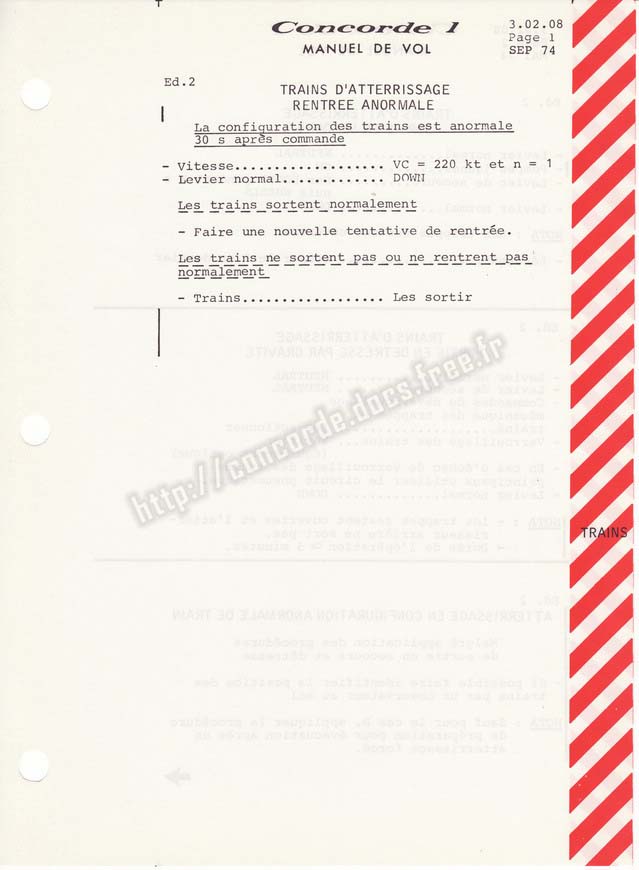 Concorde 1
MANUEL DE VOL
3.02.08
Page 1
SEP 74
Ed.2
TRAINS D'ATTERRISSAGE
RENTREE ANORMALE
La configuration des trains est anormale
30 s après commande
- Vitesse................... VC = 220 kt et n = 1
- Levier normal............. DOWN
Les trains sortent normalement
- Faire une nouvelle tentative de rentrée.
Les trains ne sortent pas ou ne rentrent pas
normalement
- Trains................. Les sortir
http://concorde.docs.free.fr
TRAINS